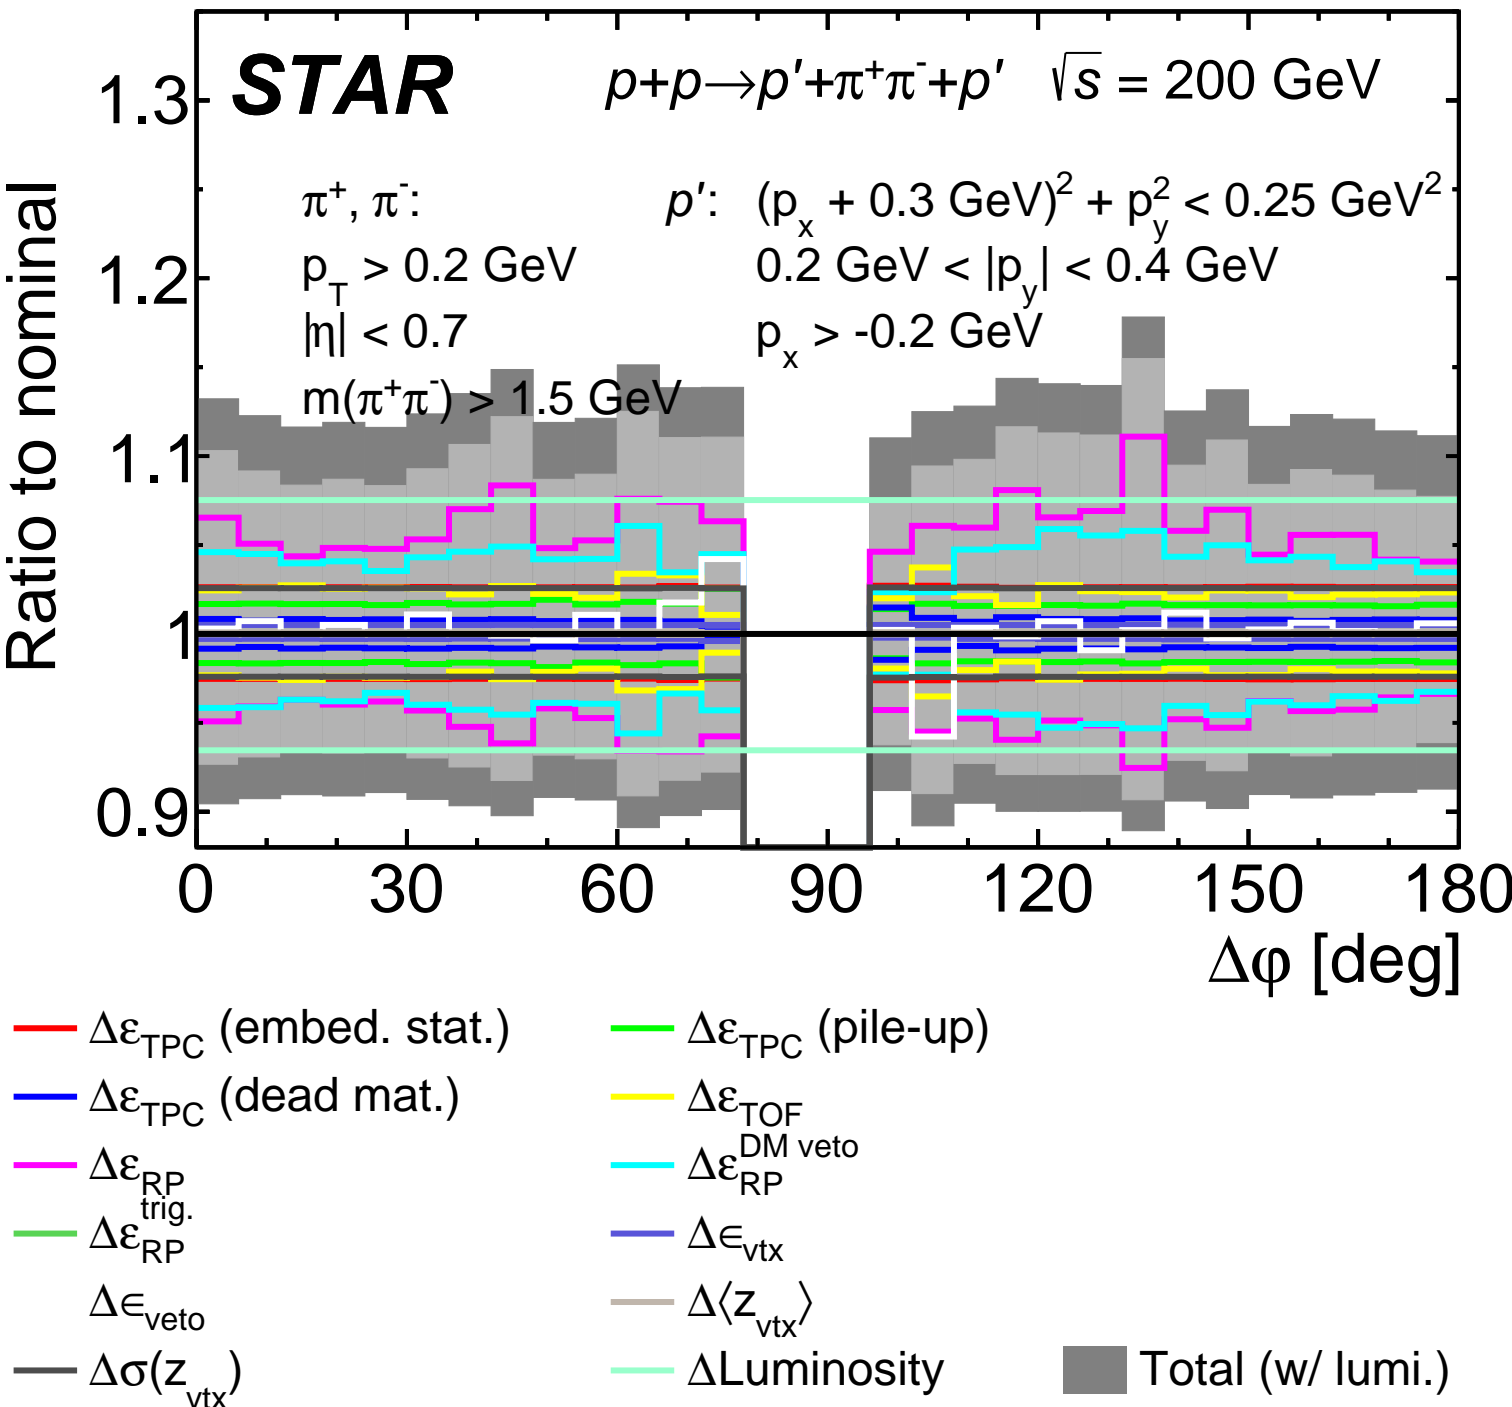 STAR p+p→p′+π⁺π⁻+p′ √s = 200 GeV
π⁺, π⁻: p′: (pₓ + 0.3 GeV)² + p_y² < 0.25 GeV²
p_T > 0.2 GeV 0.2 GeV < |p_y| < 0.4 GeV
|η| < 0.7 pₓ > -0.2 GeV
m(π⁺π⁻) > 1.5 GeV
Ratio to nominal
1.3
1.2
1.1
1
0.9
0 30 60 90 120 150 180
Δφ [deg]
Δε_TPC (embed. stat.) Δε_TPC (pile-up)
Δε_TPC (dead mat.) Δε_TOF
Δε_RP Δε_RP^DM veto
Δε_RP^trig. Δϵ_vtx
Δϵ_veto Δ⟨z_vtx⟩
Δσ(z_vtx) ΔLuminosity Total (w/ lumi.)